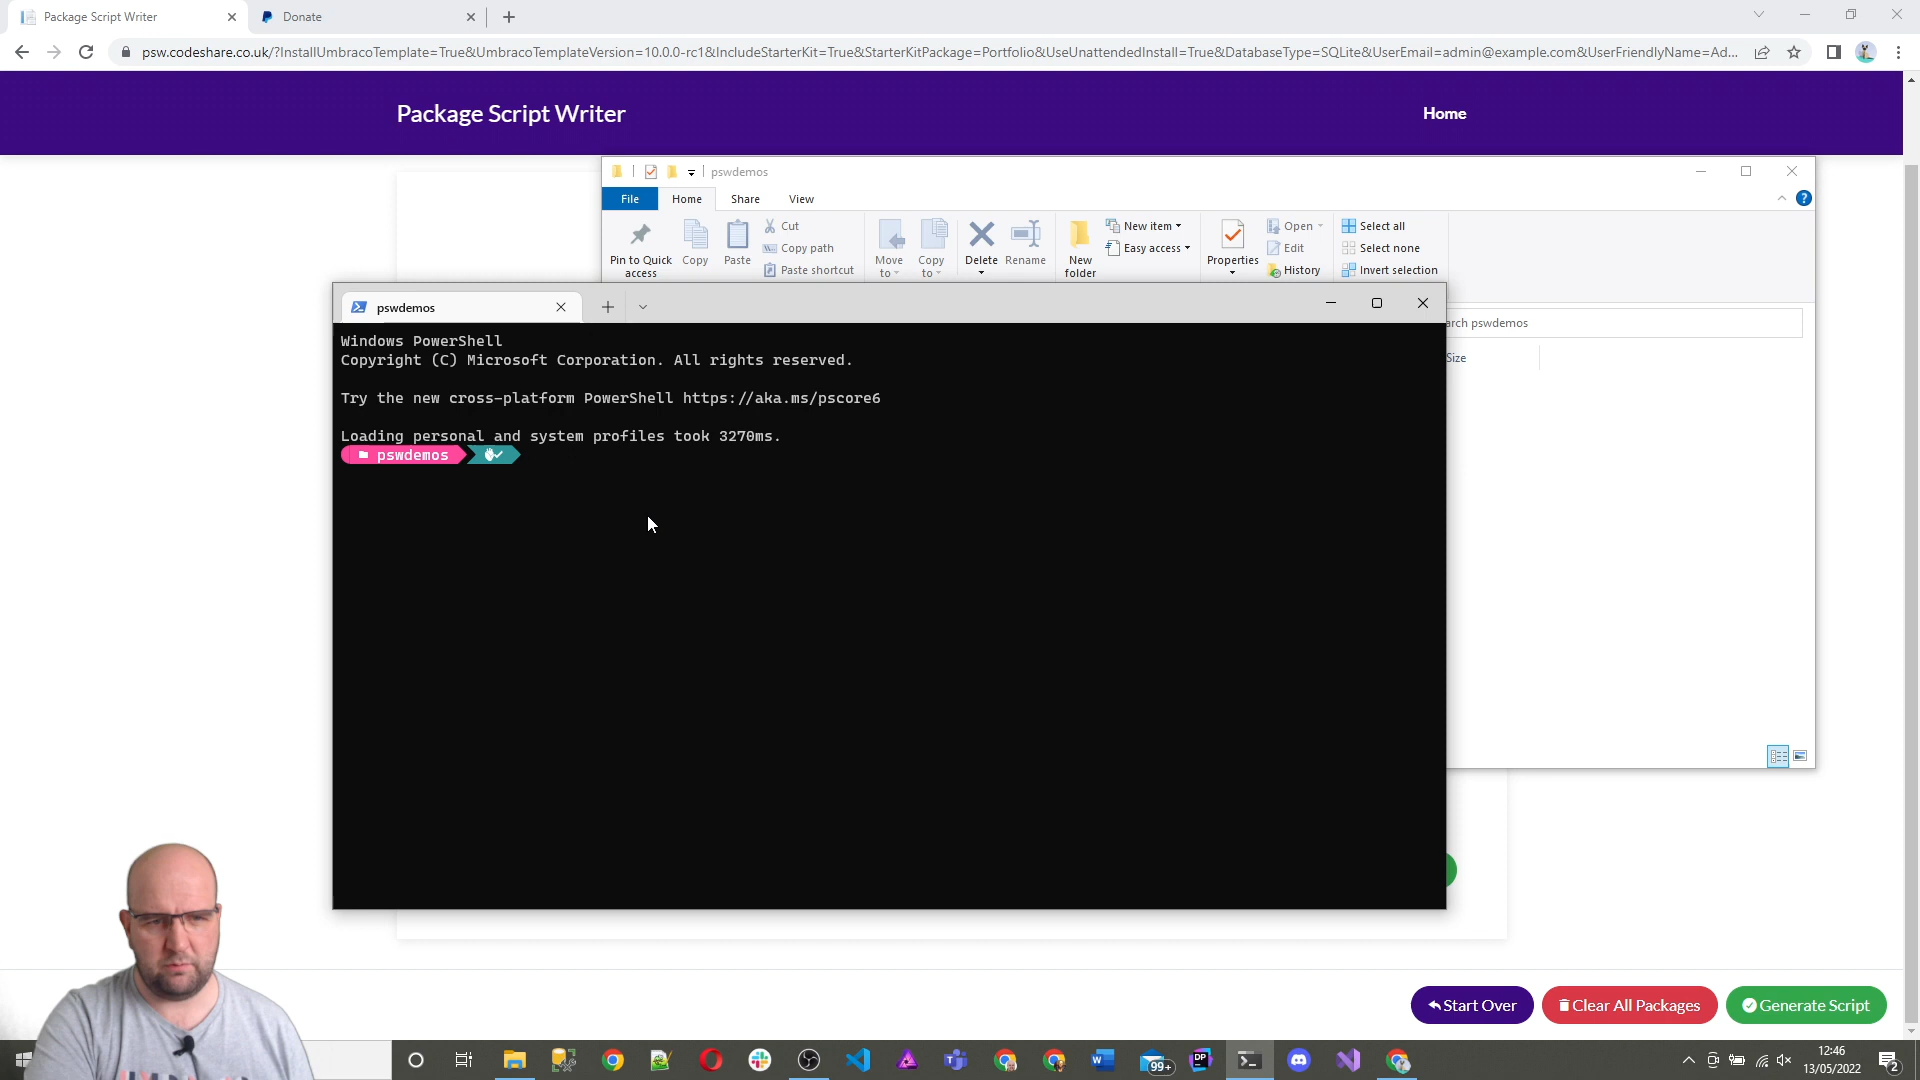 Package Script Writer
Donate
psw.codeshare.co.uk/?InstallUmbracoTemplate=True&UmbracoTemplateVersion=10.0.0-rc1&IncludeStarterKit=True&StarterKitPackage=Portfolio&UseUnattendedInstall=True&DatabaseType=SQLite&UserEmail=admin@example.com&UserFriendlyName=Ad...
Package Script Writer
Home
pswdemos
File
Home
Share
View
Pin to Quick access
Copy
Paste
Cut
Copy path
Paste shortcut
Move to
Copy to
Delete
Rename
New folder
New item
Easy access
Properties
Open
Edit
History
Select all
Select none
Invert selection
arch pswdemos
Size
pswdemos
Windows PowerShell
Copyright (C) Microsoft Corporation. All rights reserved.
Try the new cross-platform PowerShell https://aka.ms/pscore6
Loading personal and system profiles took 3270ms.
pswdemos
Start Over
Clear All Packages
Generate Script
99+
DP
12:46
13/05/2022
2